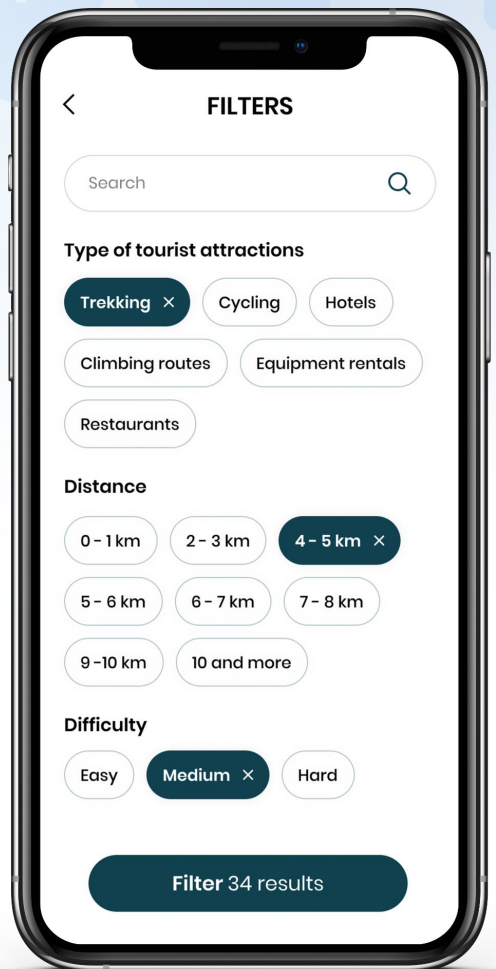 FILTERS
Search
Type of tourist attractions
Trekking ×
Cycling
Hotels
Climbing routes
Equipment rentals
Restaurants
Distance
0 - 1 km
2 - 3 km
4 - 5 km ×
5 - 6 km
6 - 7 km
7 - 8 km
9 -10 km
10 and more
Difficulty
Easy
Medium ×
Hard
Filter 34 results